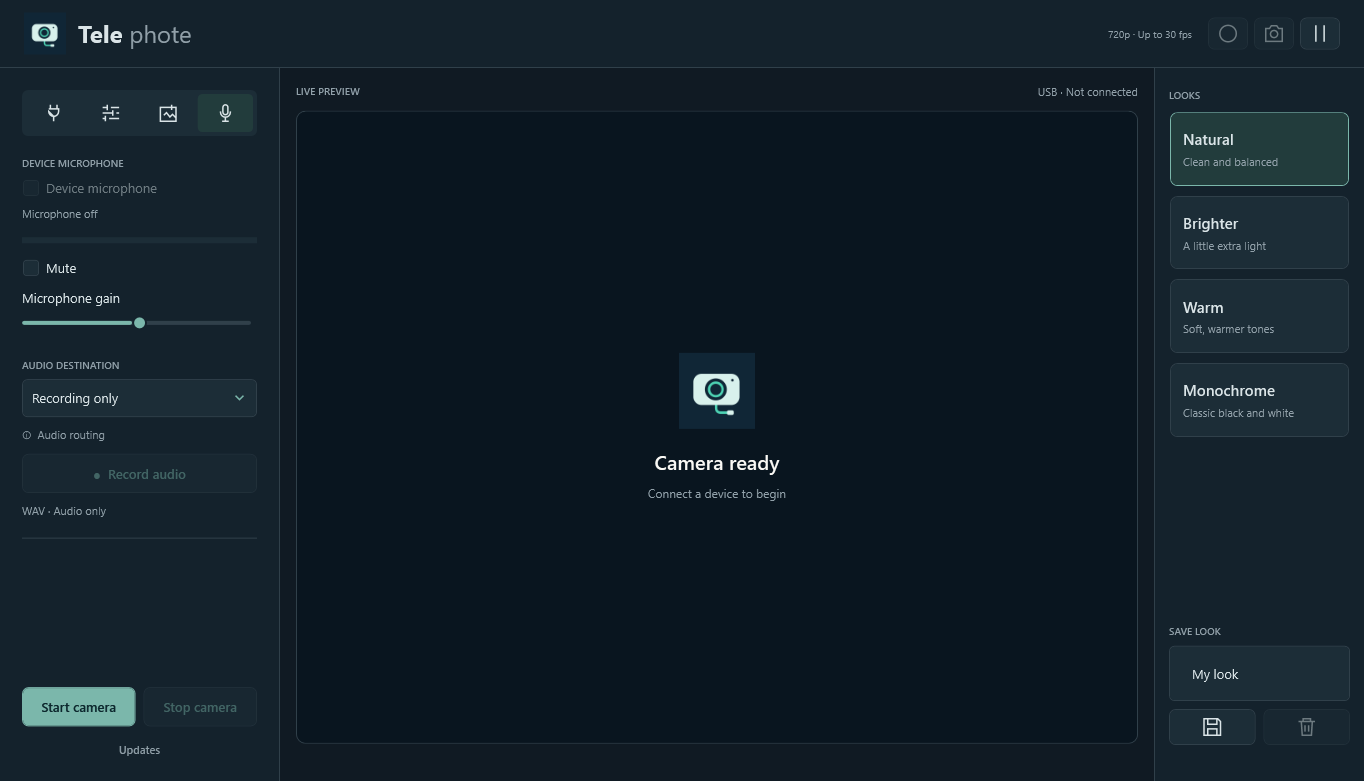 Tele phote
720p · Up to 30 fps
DEVICE MICROPHONE
Device microphone
Microphone off
Mute
Microphone gain
AUDIO DESTINATION
Recording only
Audio routing
Record audio
WAV · Audio only
Start camera
Stop camera
Updates
LIVE PREVIEW
USB · Not connected
Camera ready
Connect a device to begin
LOOKS
Natural
Clean and balanced
Brighter
A little extra light
Warm
Soft, warmer tones
Monochrome
Classic black and white
SAVE LOOK
My look